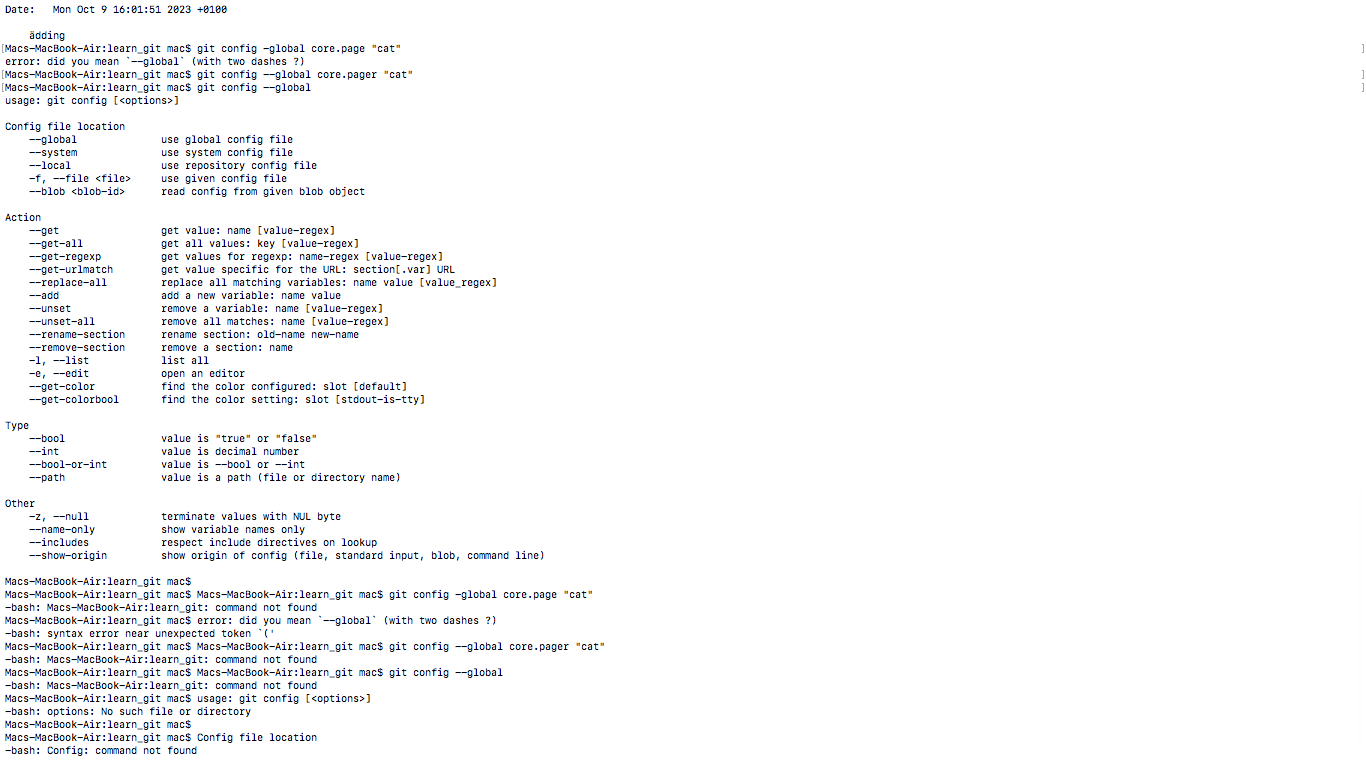 Date:   Mon Oct 9 16:01:51 2023 +0100

    ädding
[Macs-MacBook-Air:learn_git mac$ git config -global core.page "cat" ]
error: did you mean `--global` (with two dashes ?)
[Macs-MacBook-Air:learn_git mac$ git config --global core.pager "cat" ]
[Macs-MacBook-Air:learn_git mac$ git config --global ]
usage: git config [<options>]

Config file location
    --global              use global config file
    --system              use system config file
    --local               use repository config file
    -f, --file <file>     use given config file
    --blob <blob-id>      read config from given blob object

Action
    --get                 get value: name [value-regex]
    --get-all             get all values: key [value-regex]
    --get-regexp          get values for regexp: name-regex [value-regex]
    --get-urlmatch        get value specific for the URL: section[.var] URL
    --replace-all         replace all matching variables: name value [value_regex]
    --add                 add a new variable: name value
    --unset               remove a variable: name [value-regex]
    --unset-all           remove all matches: name [value-regex]
    --rename-section      rename section: old-name new-name
    --remove-section      remove a section: name
    -l, --list            list all
    -e, --edit            open an editor
    --get-color           find the color configured: slot [default]
    --get-colorbool       find the color setting: slot [stdout-is-tty]

Type
    --bool                value is "true" or "false"
    --int                 value is decimal number
    --bool-or-int         value is --bool or --int
    --path                value is a path (file or directory name)

Other
    -z, --null            terminate values with NUL byte
    --name-only           show variable names only
    --includes            respect include directives on lookup
    --show-origin         show origin of config (file, standard input, blob, command line)

Macs-MacBook-Air:learn_git mac$
Macs-MacBook-Air:learn_git mac$ Macs-MacBook-Air:learn_git mac$ git config -global core.page "cat"
-bash: Macs-MacBook-Air:learn_git: command not found
Macs-MacBook-Air:learn_git mac$ error: did you mean `--global` (with two dashes ?)
-bash: syntax error near unexpected token `('
Macs-MacBook-Air:learn_git mac$ Macs-MacBook-Air:learn_git mac$ git config --global core.pager "cat"
-bash: Macs-MacBook-Air:learn_git: command not found
Macs-MacBook-Air:learn_git mac$ Macs-MacBook-Air:learn_git mac$ git config --global
-bash: Macs-MacBook-Air:learn_git: command not found
Macs-MacBook-Air:learn_git mac$ usage: git config [<options>]
-bash: options: No such file or directory
Macs-MacBook-Air:learn_git mac$
Macs-MacBook-Air:learn_git mac$ Config file location
-bash: Config: command not found